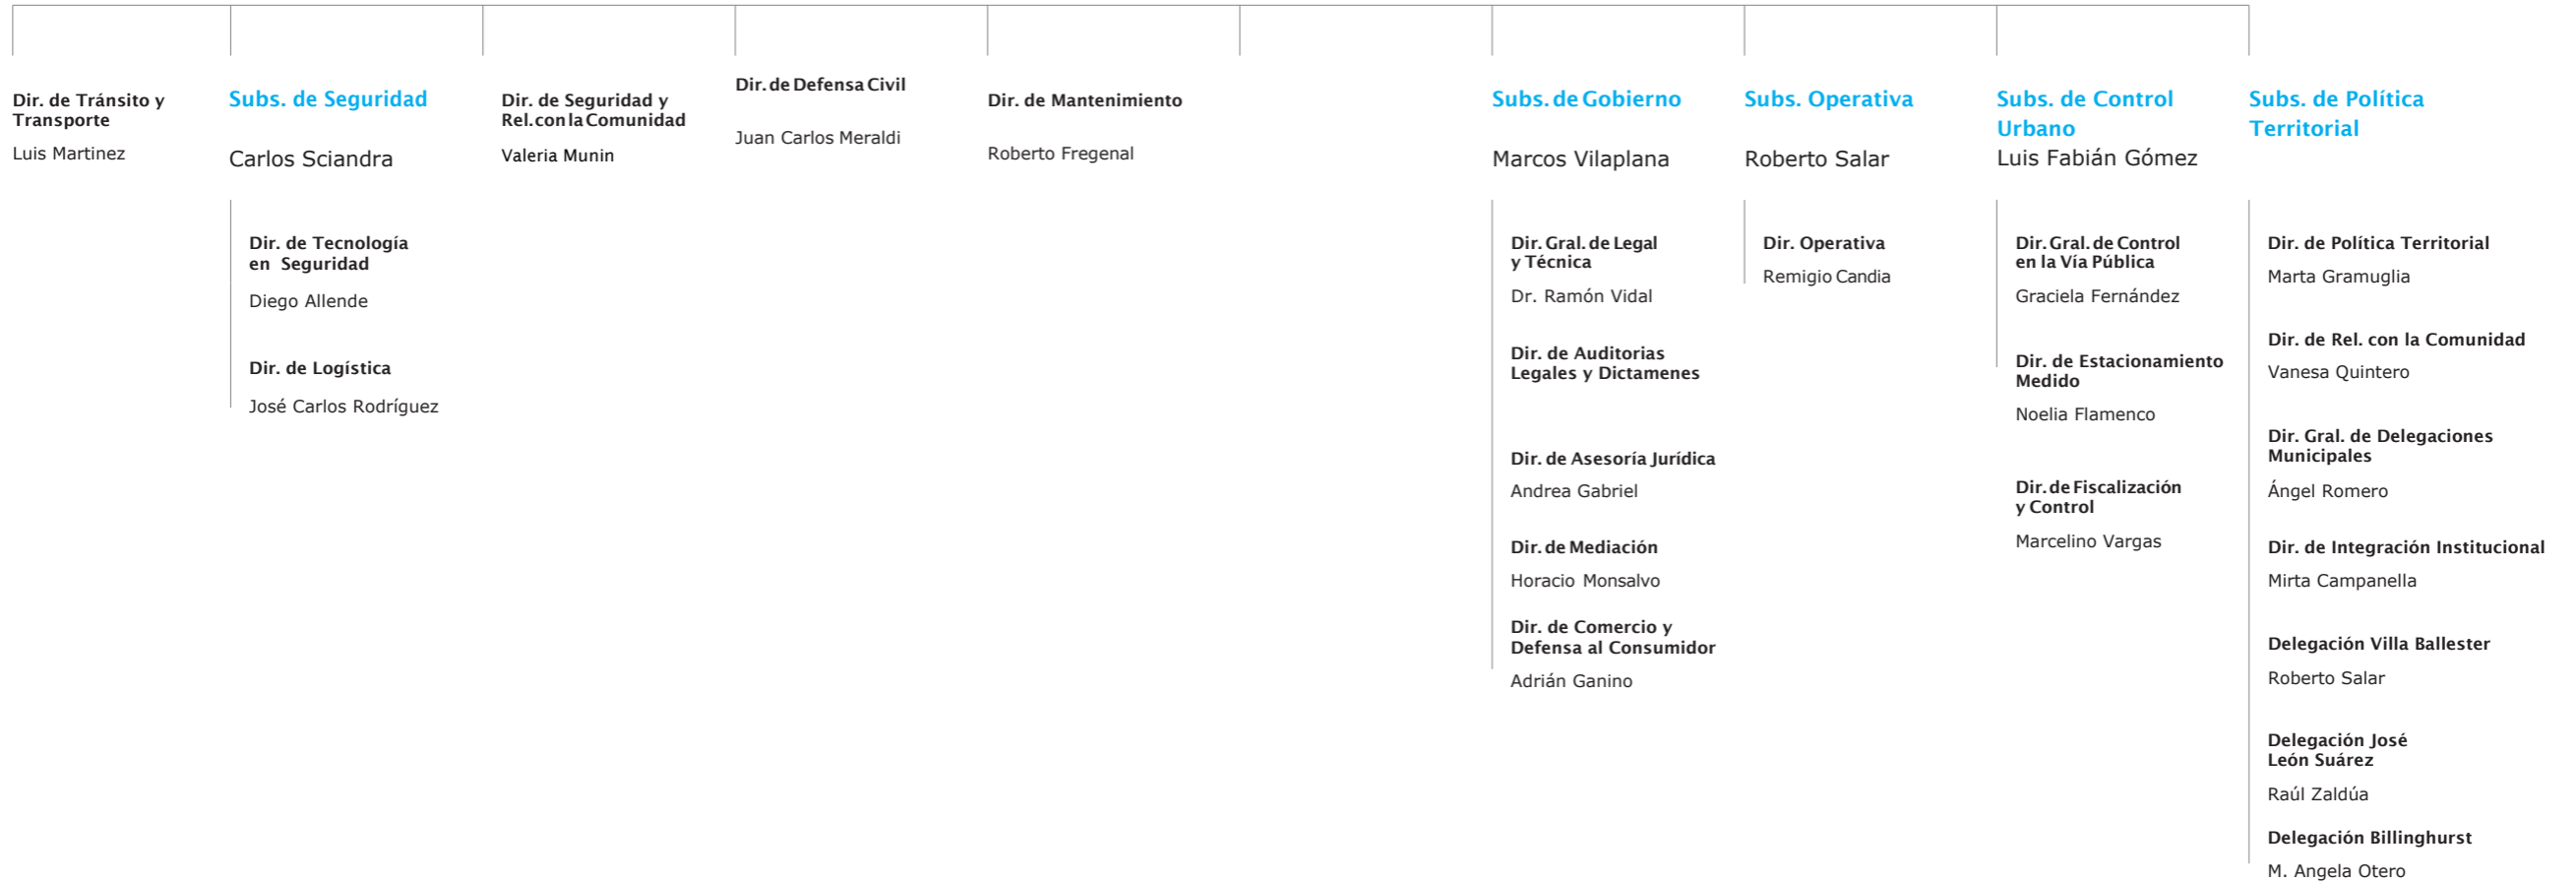 Dir. de Tránsito y
Transporte
Luis Martinez
Subs. de Seguridad
Carlos Sciandra
Dir. de Tecnología
en Seguridad
Diego Allende
Dir. de Logística
José Carlos Rodríguez
Dir. de Seguridad y
Rel. con la Comunidad
Valeria Munin
Dir. de Defensa Civil
Juan Carlos Meraldi
Dir. de Mantenimiento
Roberto Fregenal
Subs. de Gobierno
Marcos Vilaplana
Dir. Gral. de Legal
y Técnica
Dr. Ramón Vidal
Dir. de Auditorias
Legales y Dictamenes
Dir. de Asesoría Jurídica
Andrea Gabriel
Dir. de Mediación
Horacio Monsalvo
Dir. de Comercio y
Defensa al Consumidor
Adrián Ganino
Subs. Operativa
Roberto Salar
Dir. Operativa
Remigio Candia
Subs. de Control
Urbano
Luis Fabián Gómez
Dir. Gral. de Control
en la Vía Pública
Graciela Fernández
Dir. de Estacionamiento
Medido
Noelia Flamenco
Dir. de Fiscalización
y Control
Marcelino Vargas
Subs. de Política
Territorial
Dir. de Política Territorial
Marta Gramuglia
Dir. de Rel. con la Comunidad
Vanesa Quintero
Dir. Gral. de Delegaciones
Municipales
Ángel Romero
Dir. de Integración Institucional
Mirta Campanella
Delegación Villa Ballester
Roberto Salar
Delegación José
León Suárez
Raúl Zaldúa
Delegación Billinghurst
M. Angela Otero